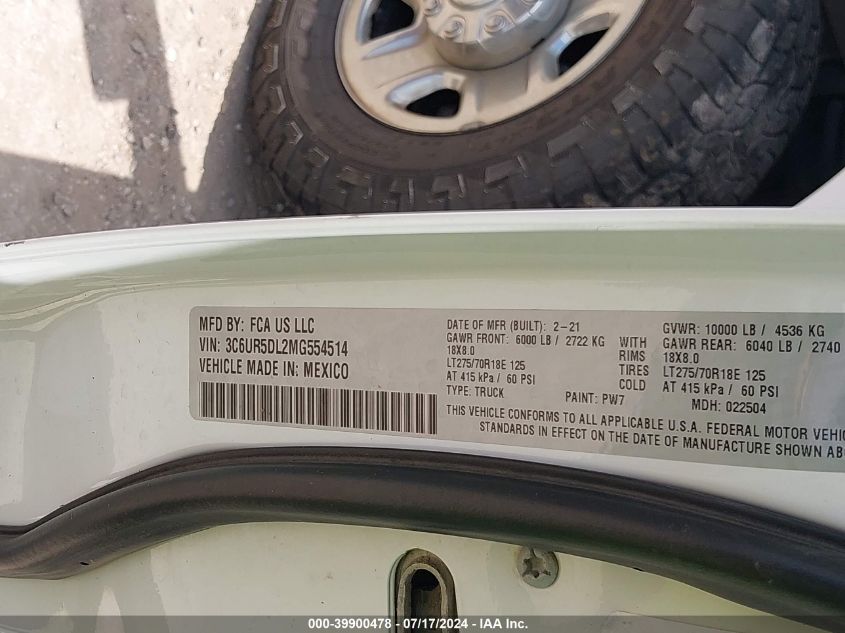 MFD BY: FCA US LLC
VIN: 3C6UR5DL2MG554514
VEHICLE MADE IN: MEXICO
DATE OF MFR (BUILT): 2-21
GAWR FRONT: 6000 LB / 2722 KG
18X8.0
LT275/70R18E 125
AT 415 kPa / 60 PSI
TYPE: TRUCK
WITH
RIMS
TIRES
COLD
PAINT: PW7
GVWR: 10000 LB / 4536 KG
GAWR REAR: 6040 LB / 2740
18X8.0
LT275/70R18E 125
AT 415 kPa / 60 PSI
MDH: 022504
THIS VEHICLE CONFORMS TO ALL APPLICABLE U.S.A. FEDERAL MOTOR
STANDARDS IN EFFECT ON THE DATE OF MANUFACTURE SHOWN
000-39900478 - 07/17/2024 - IAA Inc.